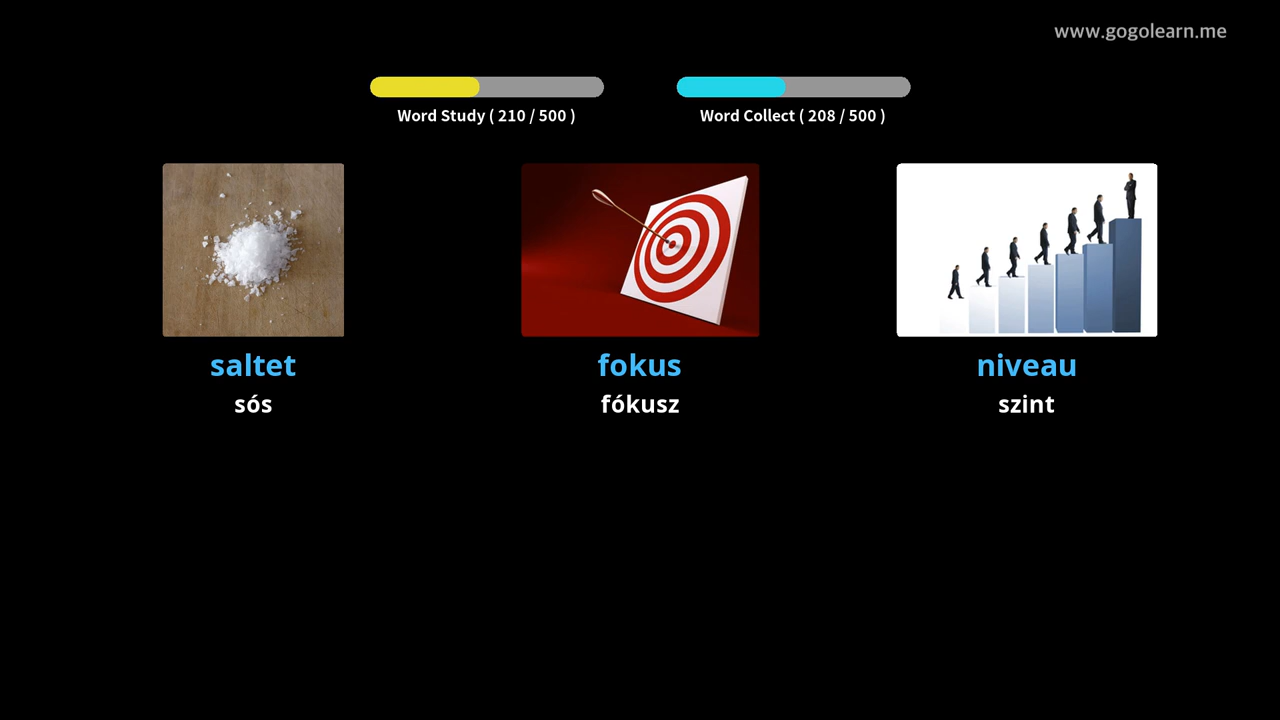 www.gogolearn.me
Word Study ( 210 / 500 )
Word Collect ( 208 / 500 )
saltet
fokus
niveau
sós
fókusz
szint